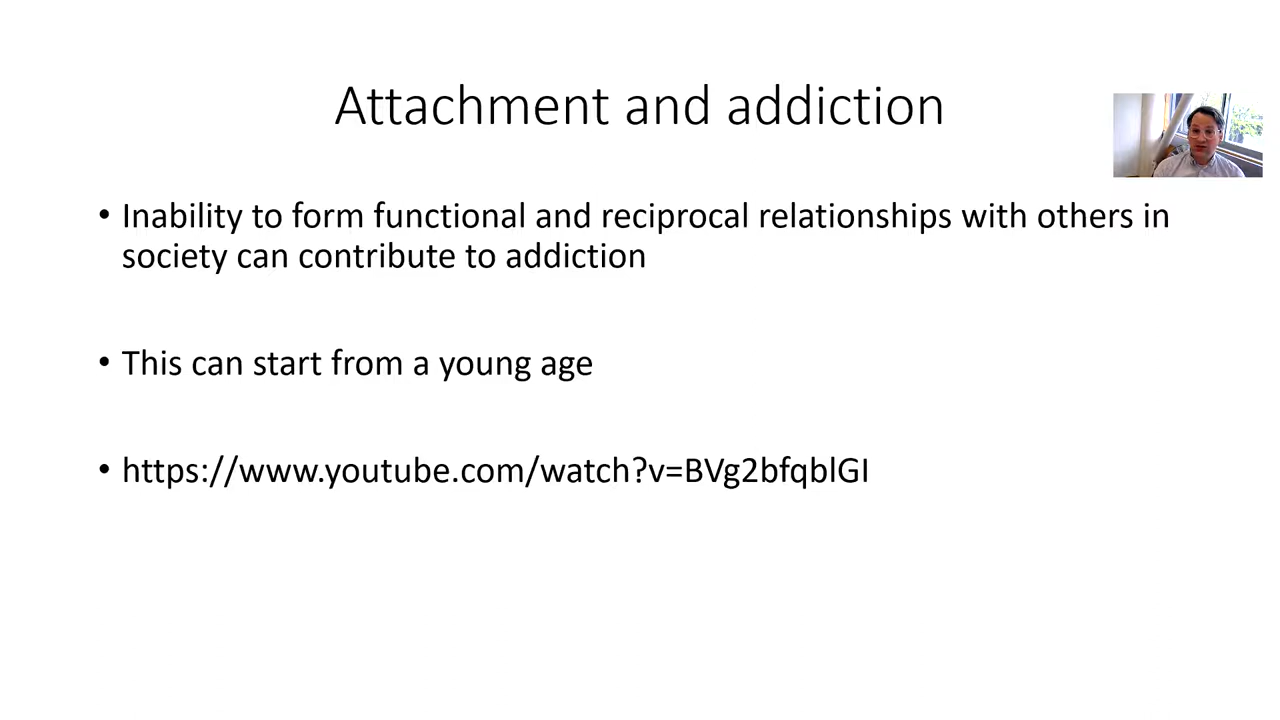 Attachment and addiction
• Inability to form functional and reciprocal relationships with others in
society can contribute to addiction
• This can start from a young age
• https://www.youtube.com/watch?v=BVg2bfqblGI